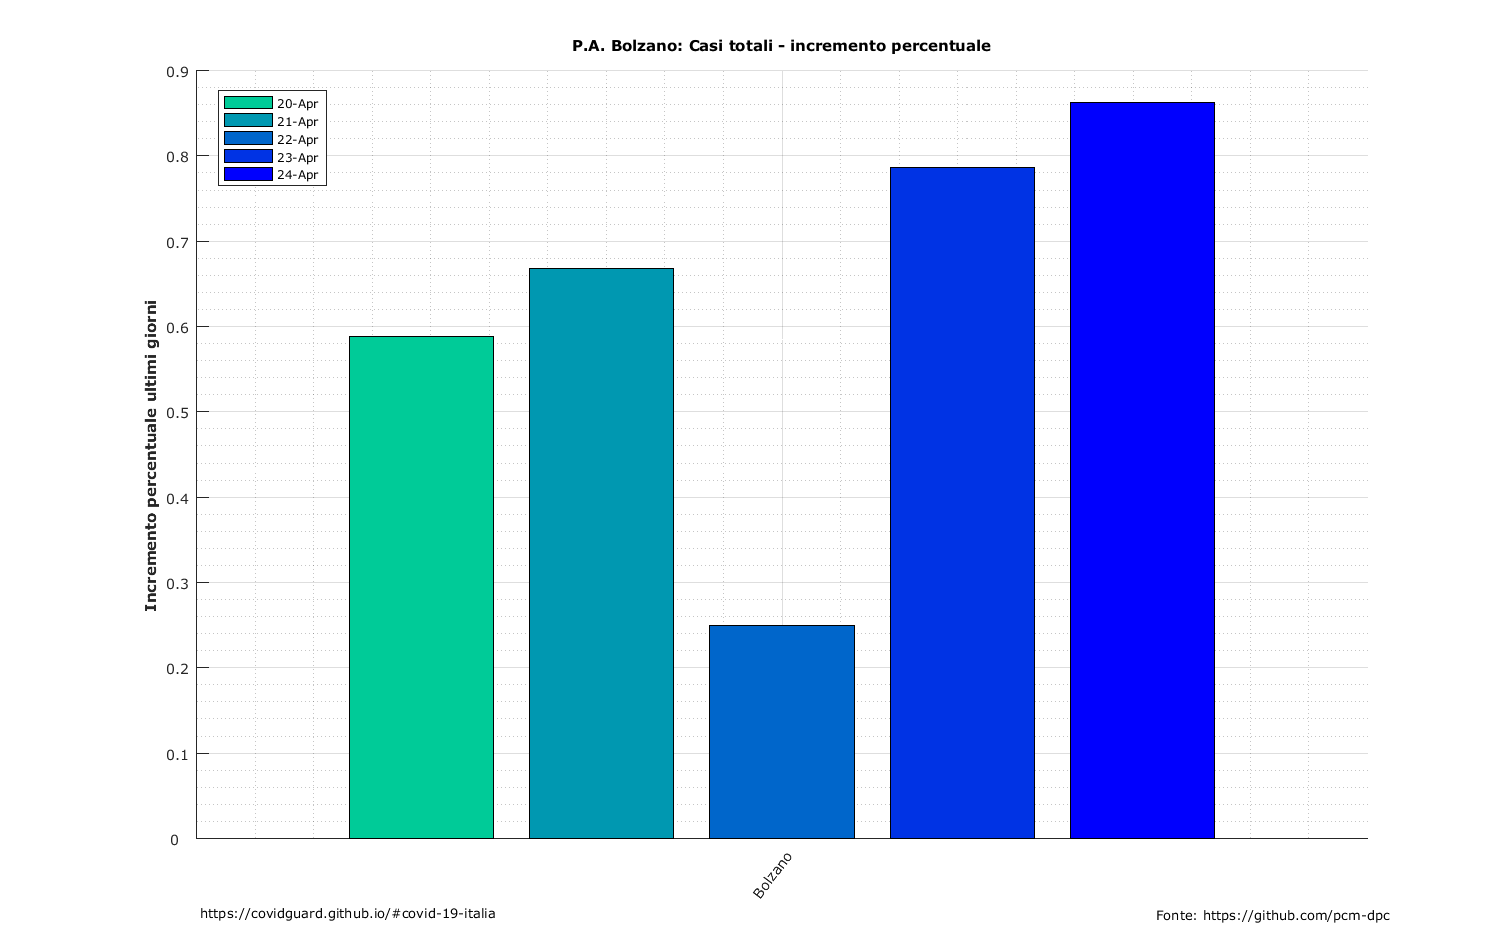 P.A. Bolzano: Casi totali - incremento percentuale
Incremento percentuale ultimi giorni
0.9
0.8
0.7
0.6
0.5
0.4
0.3
0.2
0.1
0
20-Apr
21-Apr
22-Apr
23-Apr
24-Apr
Bolzano
https://covidguard.github.io/#covid-19-italia
Fonte: https://github.com/pcm-dpc